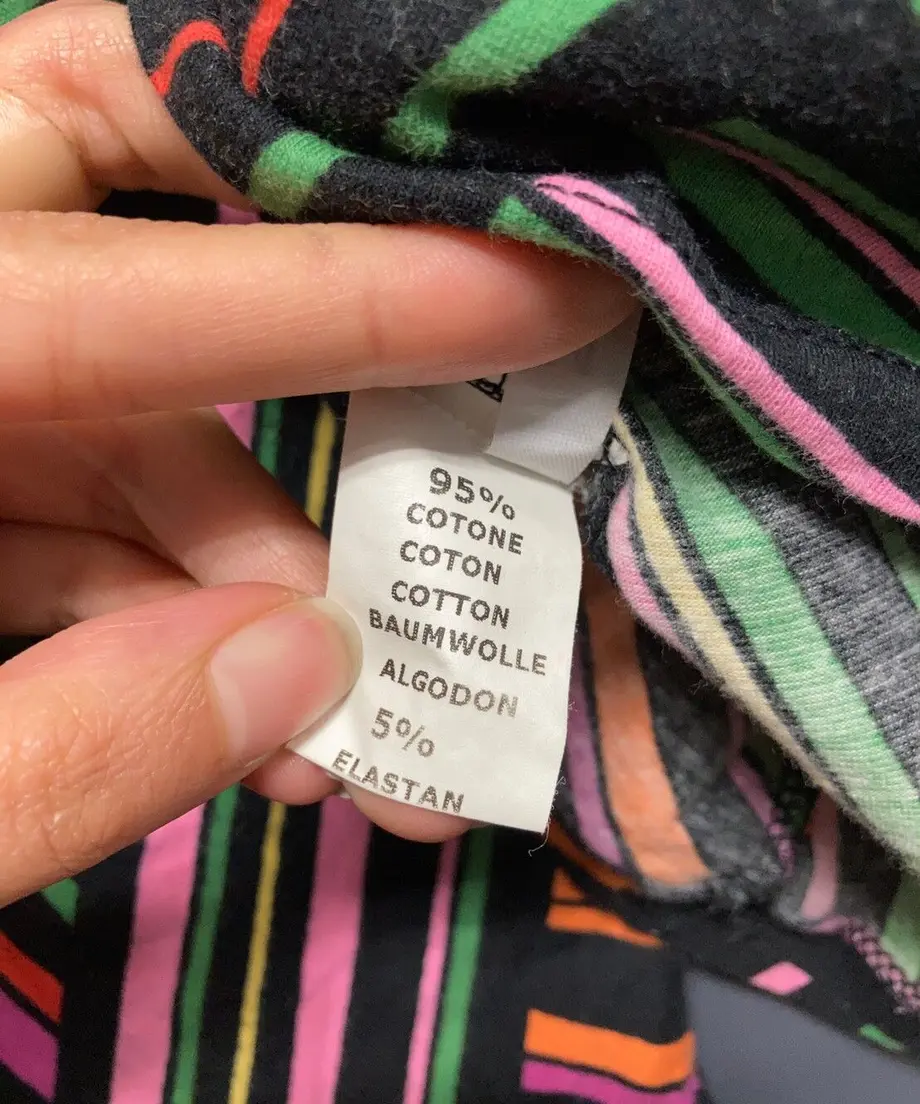 95%
COTONE
COTON
COTTON
BAUMWOLLE
ALGODON
5%
ELASTAN